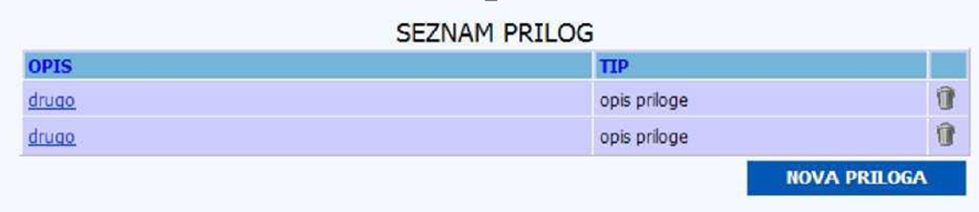 SEZNAM PRILOG
OPIS TIP
drugo opis priloge
drugo opis priloge
NOVA PRILOGA